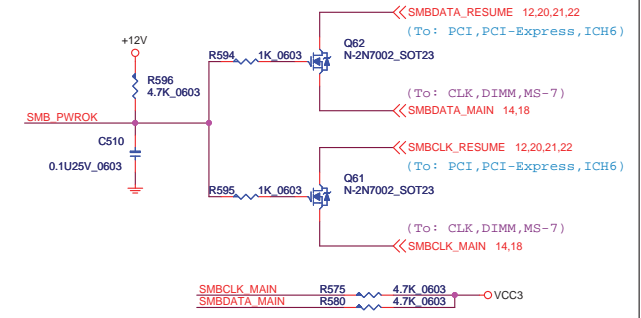 SMBDATA_RESUME 12,20,21,22
(To: PCI,PCI-Express,ICH6)
+12V
Q62
R594 1K_0603
N-2N7002_SOT23
R596
4.7K_0603
(To: CLK,DIMM,MS-7)
SMBDATA_MAIN 14,18
SMB_PWROK
C510
SMBCLK_RESUME 12,20,21,22
0.1U25V_0603
(To: PCI,PCI-Express,ICH6)
Q61
R595 1K_0603
N-2N7002_SOT23
(To: CLK,DIMM,MS-7)
SMBCLK_MAIN 14,18
SMBCLK_MAIN R575 4.7K_0603
VCC3
SMBDATA_MAIN R580 4.7K_0603